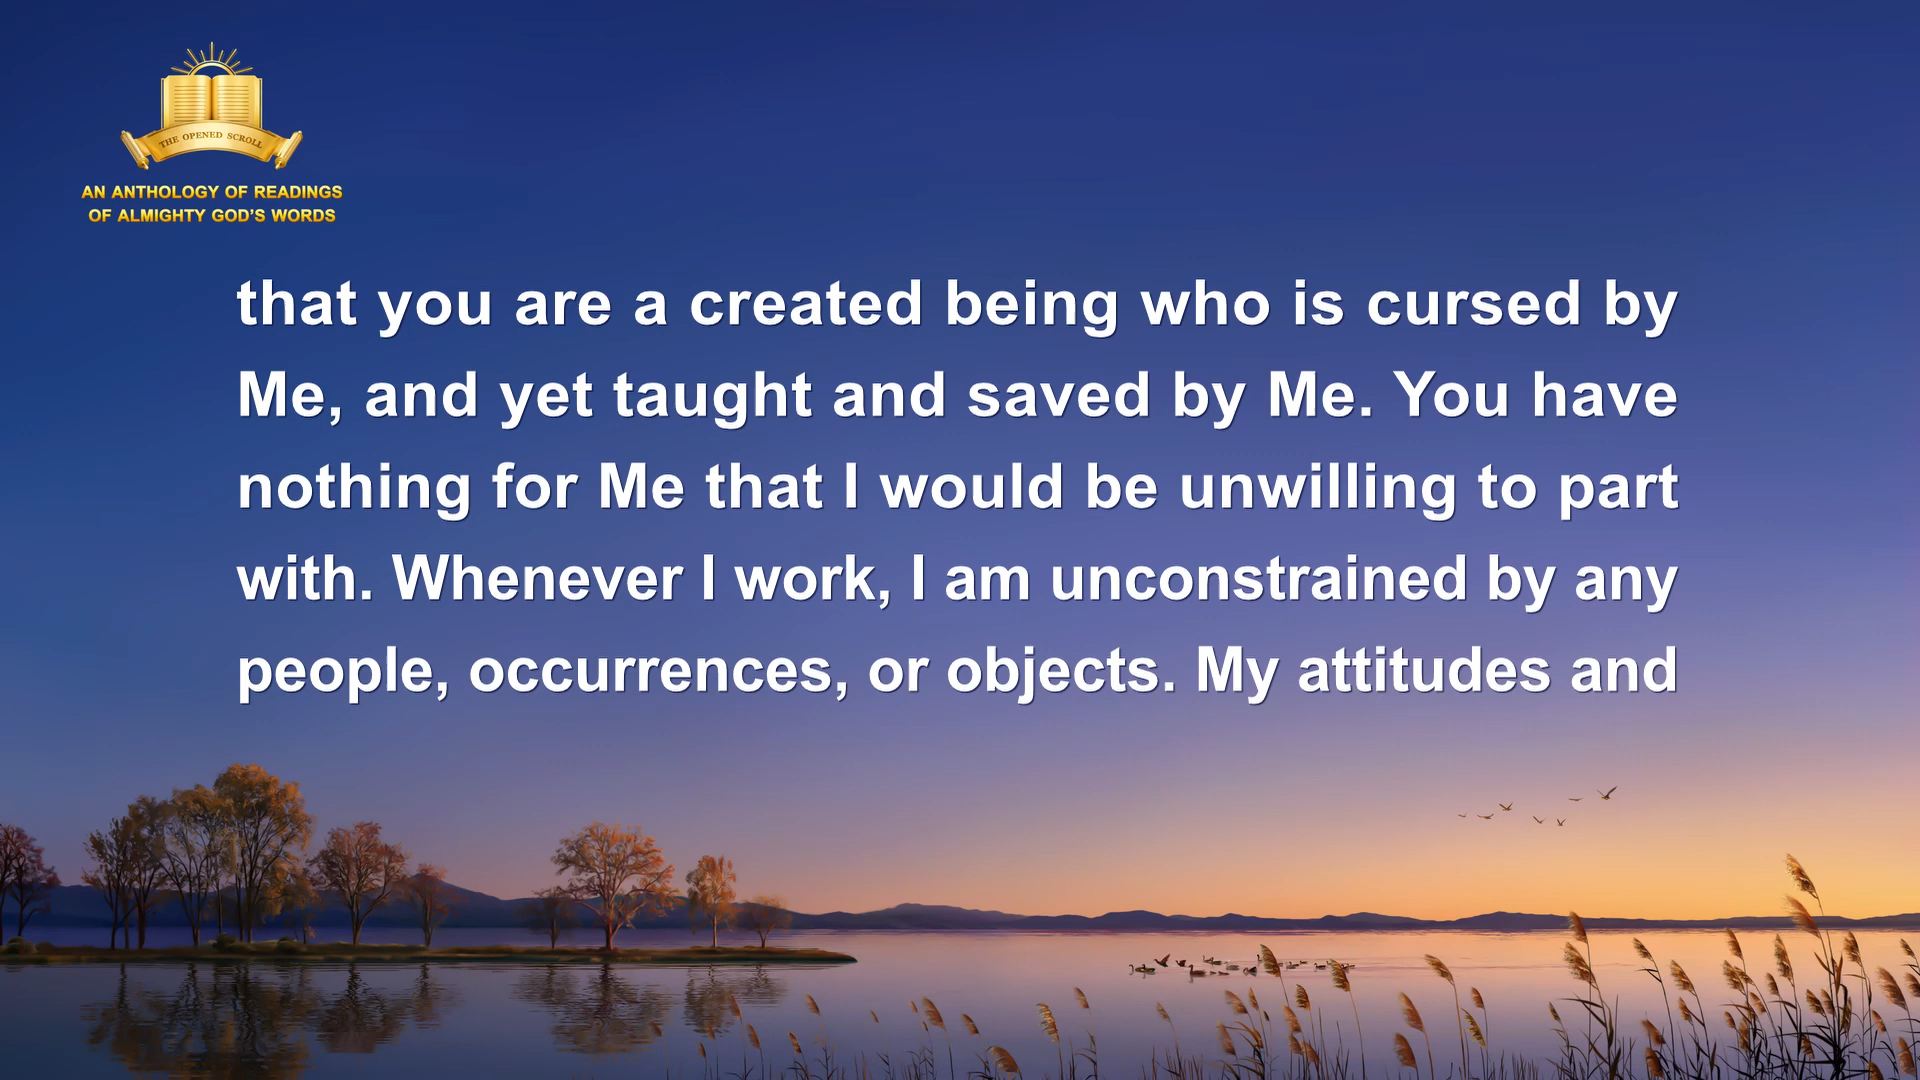 THE OPENED SCROLL
AN ANTHOLOGY OF READINGS
OF ALMIGHTY GOD'S WORDS
that you are a created being who is cursed by
Me, and yet taught and saved by Me. You have
nothing for Me that I would be unwilling to part
with. Whenever I work, I am unconstrained by any
people, occurrences, or objects. My attitudes and